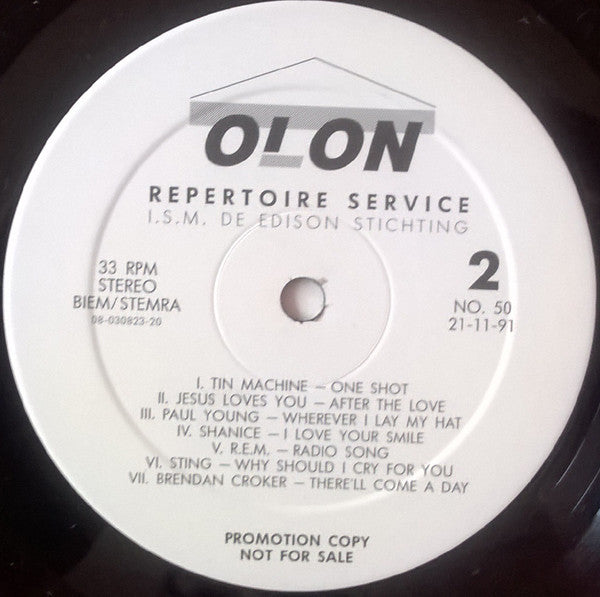 OLON
REPERTOIRE SERVICE
I.S.M. DE EDISON STICHTING
33 RPM
STEREO
BIEM/STEMRA
08-030823-20
2
NO. 50
21-11-91
I. TIN MACHINE – ONE SHOT
II. JESUS LOVES YOU – AFTER THE LOVE
III. PAUL YOUNG – WHEREVER I LAY MY HAT
IV. SHANICE – I LOVE YOUR SMILE
V. R.E.M. – RADIO SONG
VI. STING – WHY SHOULD I CRY FOR YOU
VII. BRENDAN CROKER – THERE'LL COME A DAY
PROMOTION COPY
NOT FOR SALE